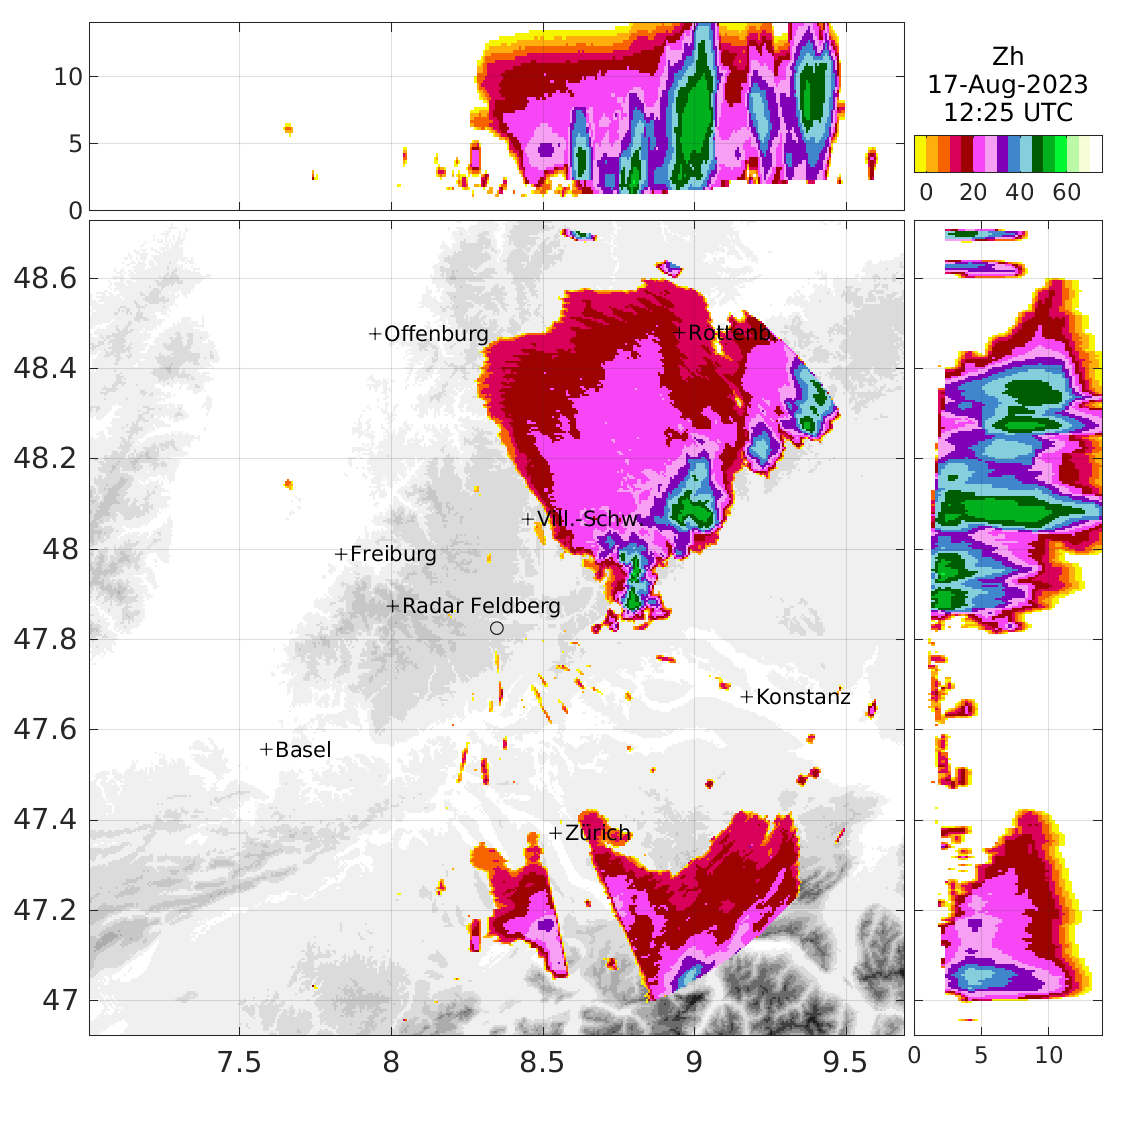 10
5
0
Zh
17-Aug-2023
12:25 UTC
0 20 40 60
48.6
48.4
48.2
48
47.8
47.6
47.4
47.2
47
+Offenburg
+Rottenb.
+Vill.-Schw.
+Freiburg
+Radar Feldberg
+Konstanz
+Basel
+Zürich
7.5 8 8.5 9 9.5
0 5 10